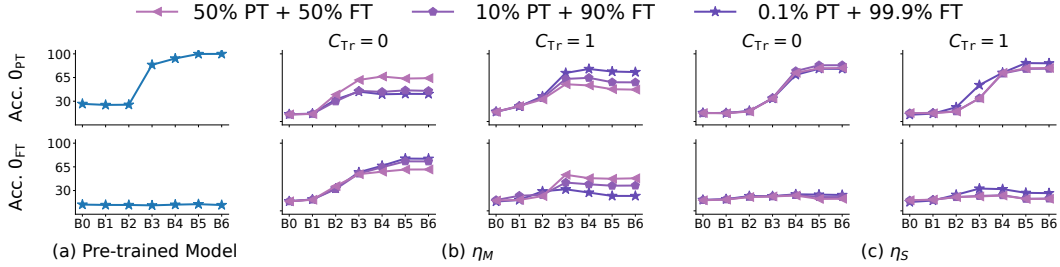 50% PT + 50% FT 10% PT + 90% FT 0.1% PT + 99.9% FT
C_Tr = 0 C_Tr = 1 C_Tr = 0 C_Tr = 1
Acc. 0_PT
100
65
30
Acc. 0_FT
100
65
30
B0 B1 B2 B3 B4 B5 B6 B0 B1 B2 B3 B4 B5 B6 B0 B1 B2 B3 B4 B5 B6 B0 B1 B2 B3 B4 B5 B6 B0 B1 B2 B3 B4 B5 B6
(a) Pre-trained Model (b) η_M (c) η_S